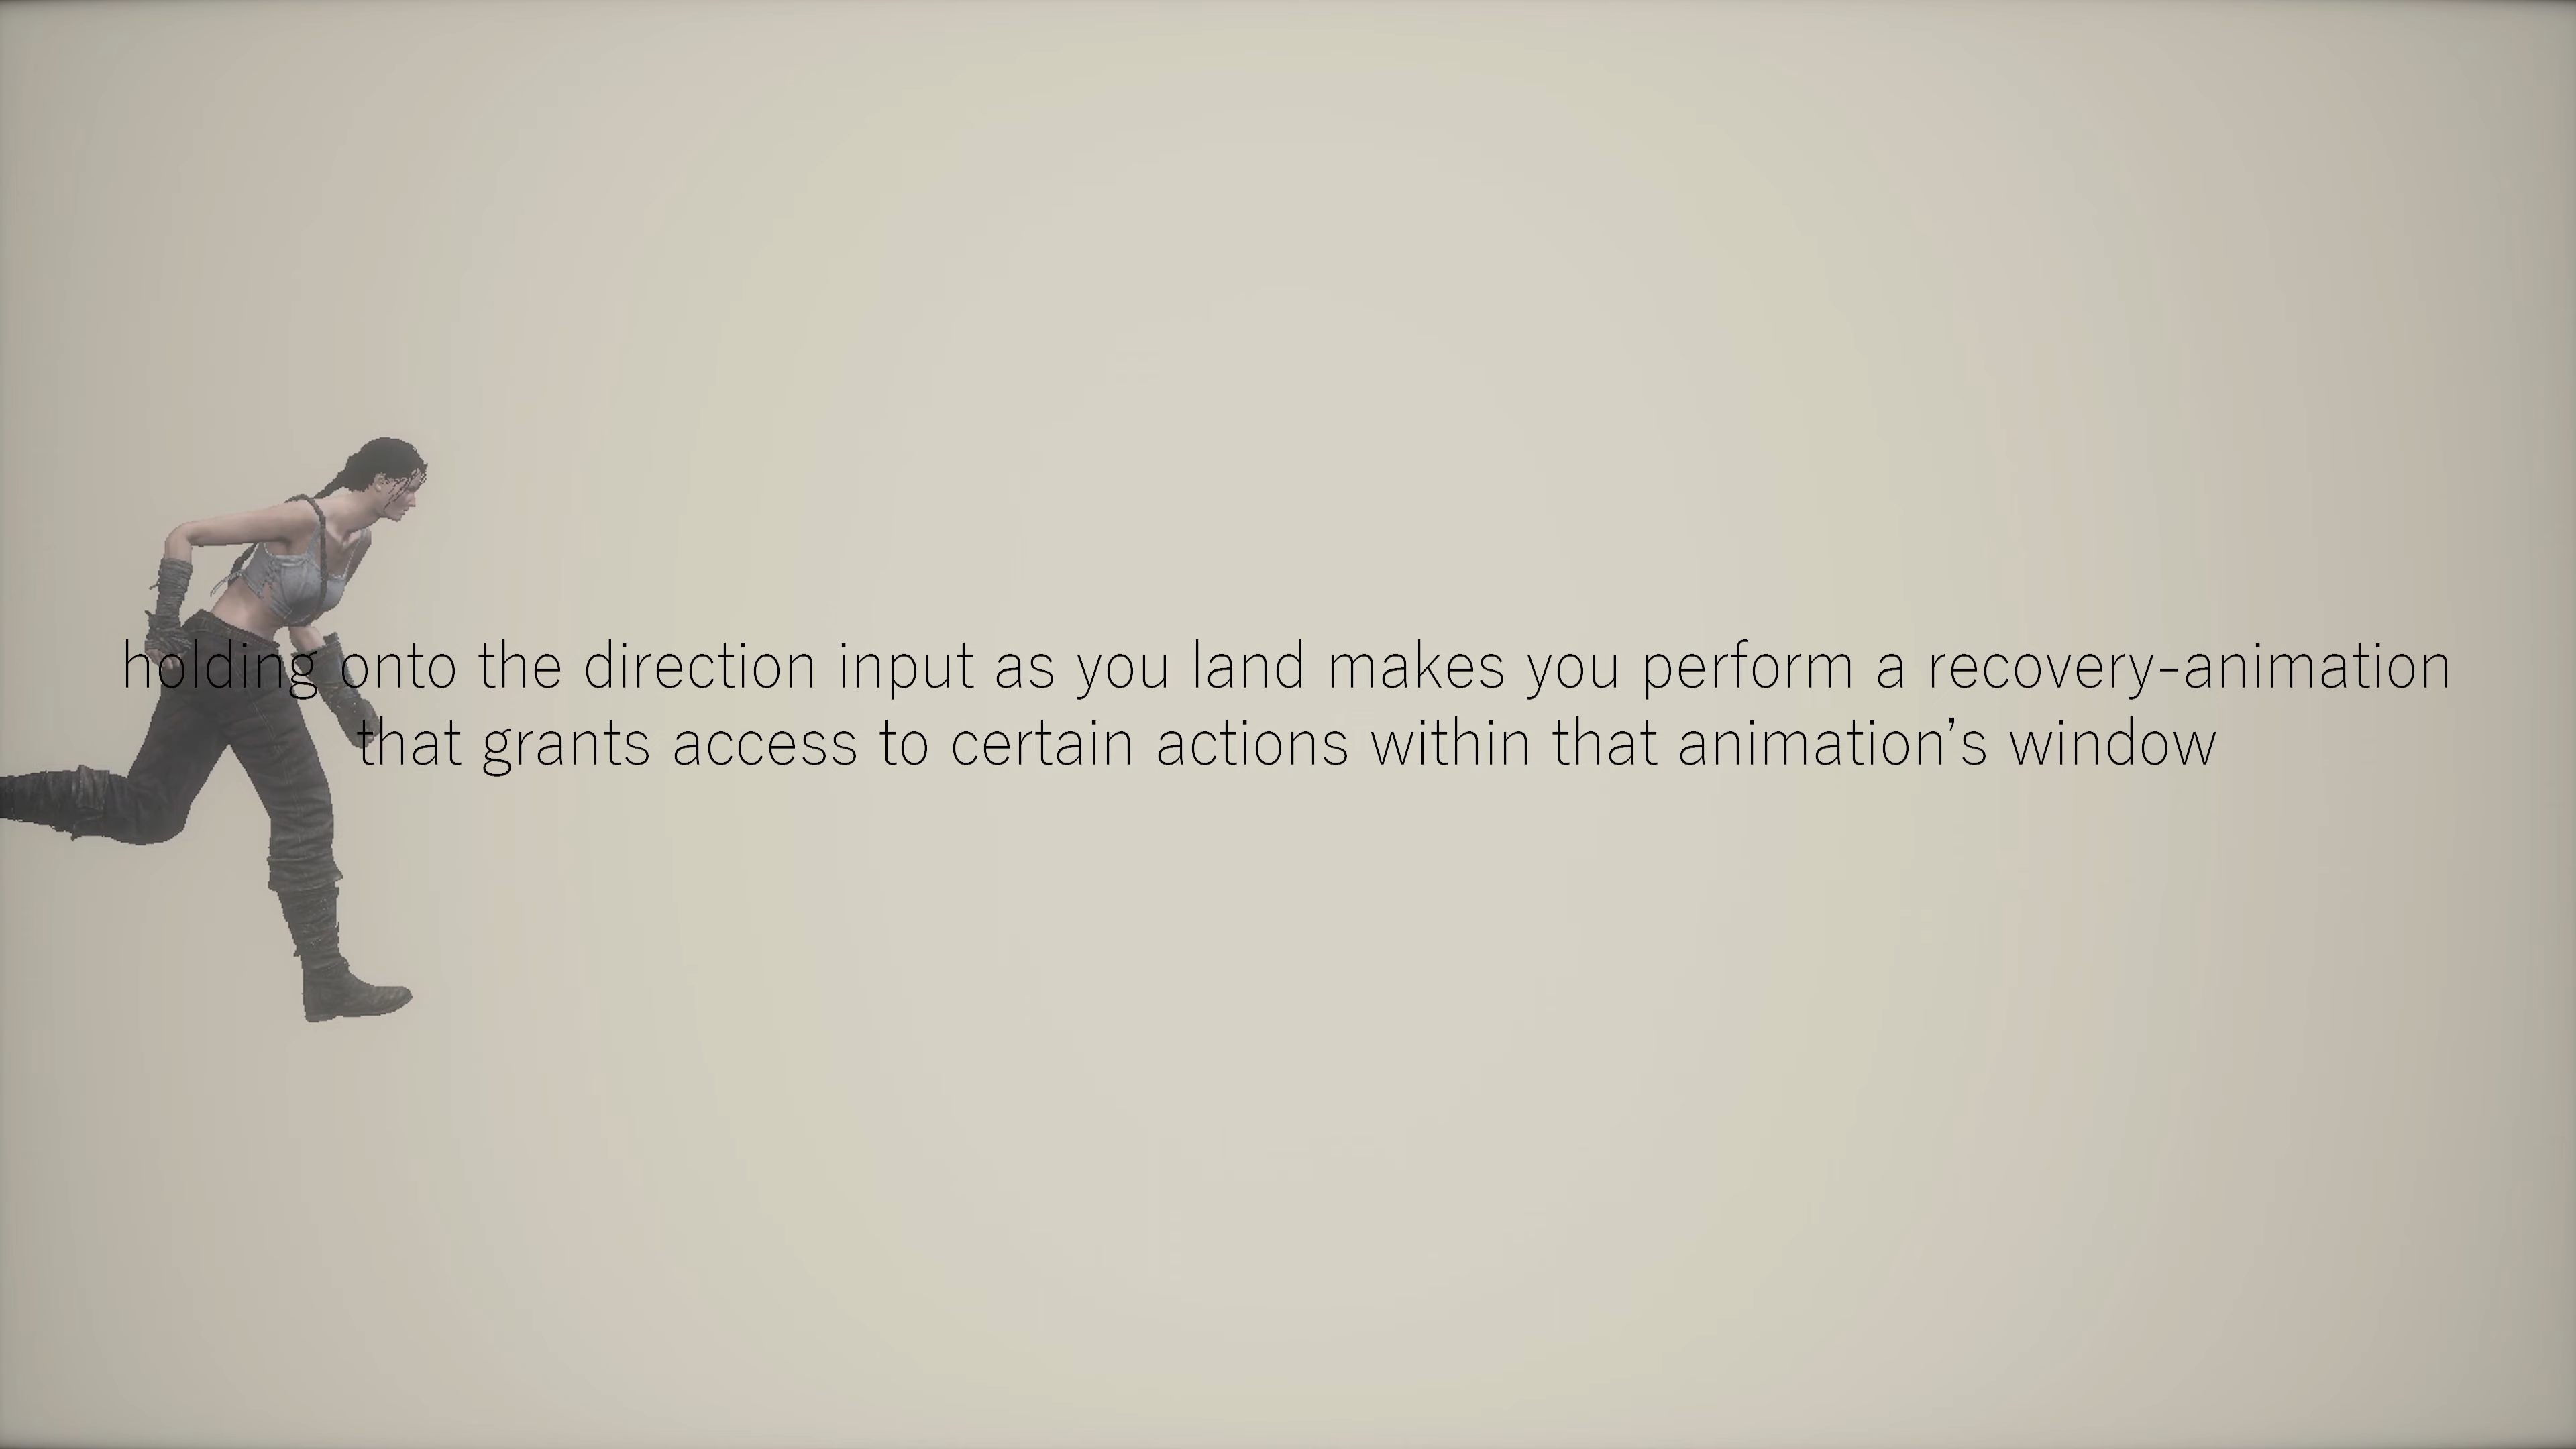 holding onto the direction input as you land makes you perform a recovery-animation
that grants access to certain actions within that animation’s window